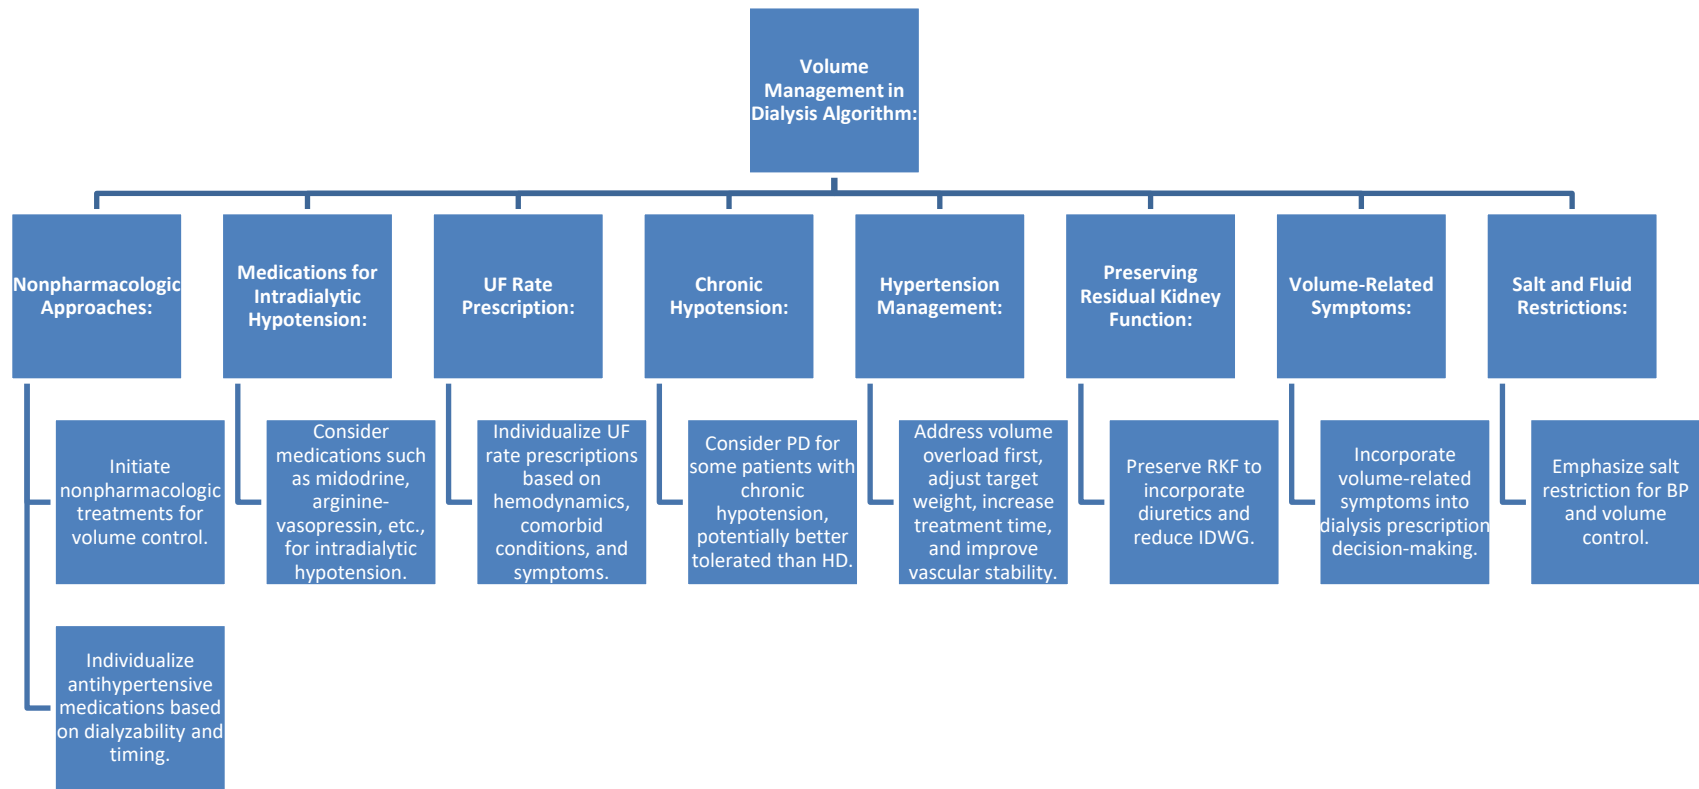 Volume
Management in
Dialysis Algorithm:
Nonpharmacologic
Approaches:
Medications for
Intradialytic
Hypotension:
UF Rate
Prescription:
Chronic
Hypotension:
Hypertension
Management:
Preserving
Residual Kidney
Function:
Volume-Related
Symptoms:
Salt and Fluid
Restrictions:
Initiate
nonpharmacologic
treatments for
volume control.
Consider
medications such
as midodrine,
arginine-
vasopressin, etc.,
for intradialytic
hypotension.
Individualize UF
rate prescriptions
based on
hemodynamics,
comorbid
conditions, and
symptoms.
Consider PD for
some patients with
chronic
hypotension,
potentially better
tolerated than HD.
Address volume
overload first,
adjust target
weight, increase
treatment time,
and improve
vascular stability.
Preserve RKF to
incorporate
diuretics and
reduce IDWG.
Incorporate
volume-related
symptoms into
dialysis prescription
decision-making.
Emphasize salt
restriction for BP
and volume
control.
Individualize
antihypertensive
medications based
on dialyzability and
timing.